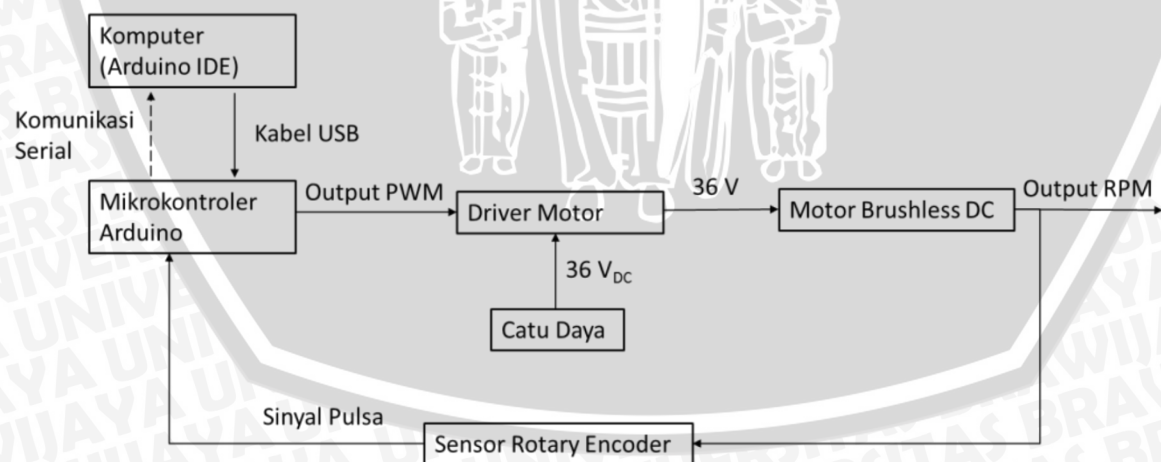 Komputer
(Arduino IDE)
Komunikasi
Serial
Kabel USB
Mikrokontroler
Arduino
Output PWM
Driver Motor
36 V
Motor Brushless DC
Output RPM
36 V_DC
Catu Daya
Sinyal Pulsa
Sensor Rotary Encoder